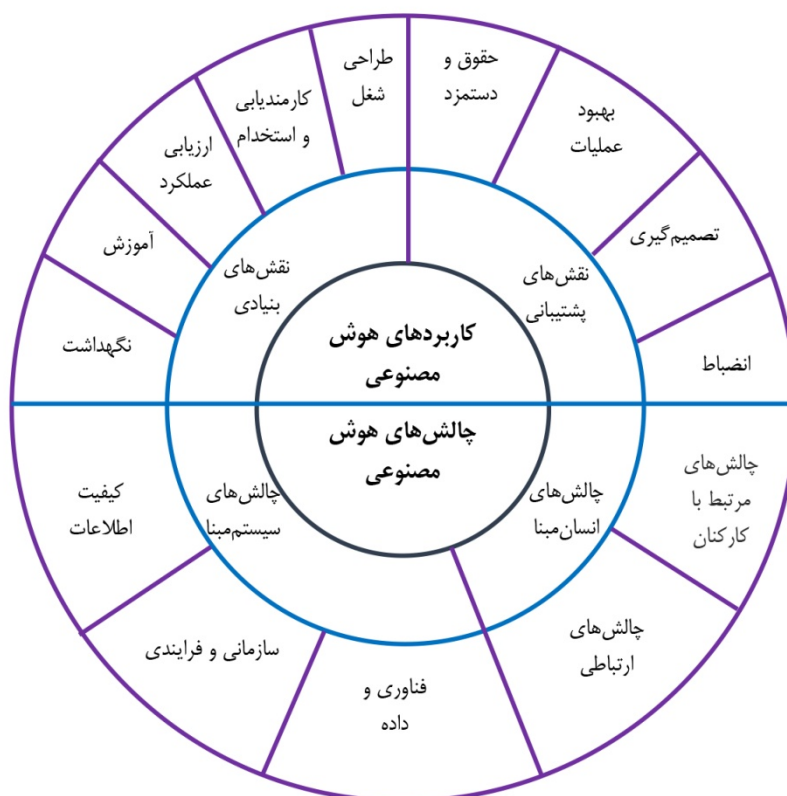 حقوق و
دستمزد
بهبود
عملیات
تصمیم‌گیری
انضباط
طراحی
شغل
کارمندیابی
و استخدام
ارزیابی
عملکرد
آموزش
نگهداشت
نقش‌های
پشتیبانی
نقش‌های
بنیادی
کاربردهای هوش
مصنوعی
چالش‌های هوش
مصنوعی
چالش‌های
انسان‌مبنا
چالش‌های
سیستم‌مبنا
چالش‌های
مرتبط با
کارکنان
چالش‌های
ارتباطی
فناوری و
داده
سازمانی و فرایندی
کیفیت
اطلاعات